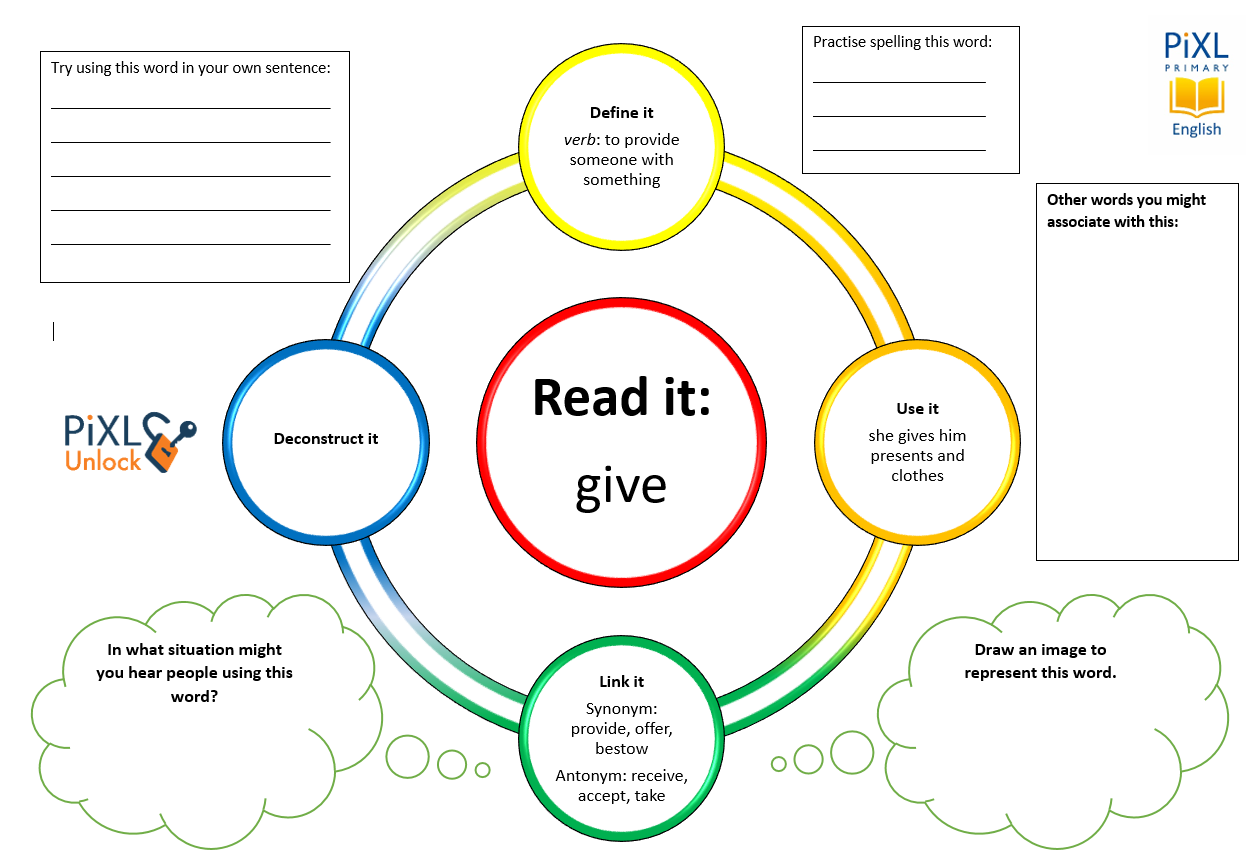 Try using this word in your own sentence:
Practise spelling this word:
PiXL
PRIMARY
English
Define it
verb: to provide
someone with
something
Other words you might
associate with this:
Read it:
give
Deconstruct it
Use it
she gives him
presents and
clothes
PiXL
Unlock
In what situation might
you hear people using this
word?
Link it
Synonym:
provide, offer,
bestow
Antonym: receive,
accept, take
Draw an image to
represent this word.